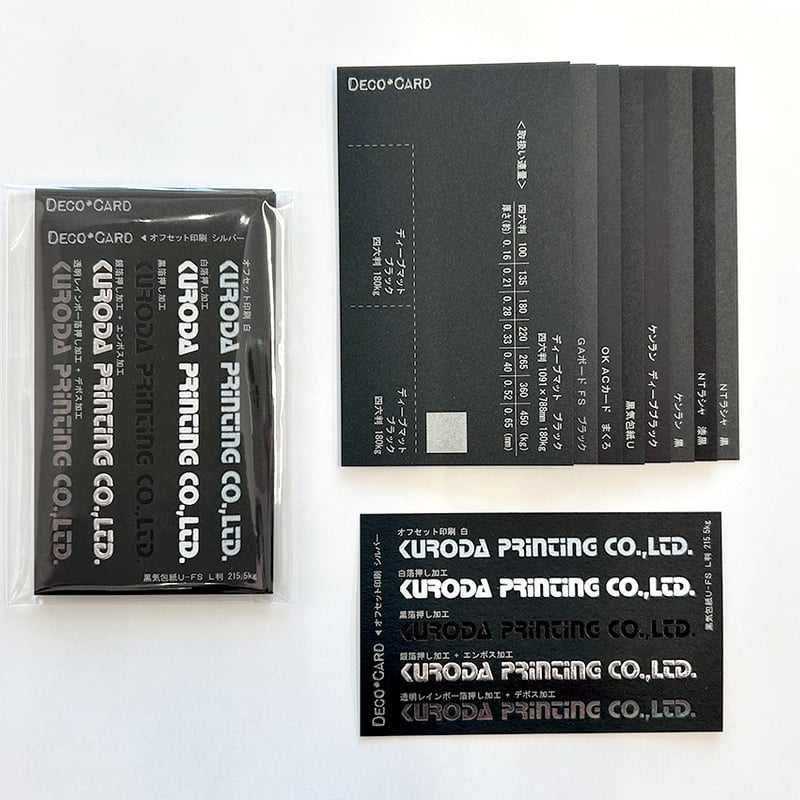 DECO*CARD
DECO*CARD ◀オフセット印刷 シルバー
オフセット印刷 白
KURODA PRINTING CO.,LTD.
白箔押し加工
KURODA PRINTING CO.,LTD.
黒箔押し加工
KURODA PRINTING CO.,LTD.
銀箔押し加工 + エンボス加工
KURODA PRINTING CO.,LTD.
透明レインボー箔押し加工 + デボス加工
KURODA PRINTING CO.,LTD.
黒気包紙U-FS L判 215.5kg
DECO*CARD
<取扱い連量>
四六判 100 135 180 220 265 360 450 (kg)
厚さ(約) 0.16 0.21 0.28 0.33 0.40 0.52 0.65 (mm)
ディープマット
ブラック
四六判 180kg
ディープマット
ブラック
四六判 180kg
ディープマット ブラック
四六判 1091×788mm 180kg
GAボード FS ブラック
OK ACカード まくろ
黒気包紙U
ケンラン ディープブラック
ケンラン 黒
NTラシャ 漆黒
NTラシャ 黒
DECO*CARD ◀オフセット印刷 シルバー
オフセット印刷 白
KURODA PRINTING CO.,LTD.
白箔押し加工
KURODA PRINTING CO.,LTD.
黒箔押し加工
KURODA PRINTING CO.,LTD.
銀箔押し加工 + エンボス加工
KURODA PRINTING CO.,LTD.
透明レインボー箔押し加工 + デボス加工
KURODA PRINTING CO.,LTD.
黒気包紙U-FS L判 215.5kg